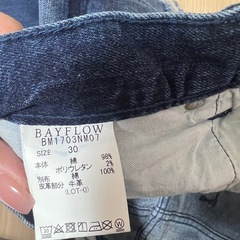 BAYFLOW
BM1703NM07
SIZE 30
本体 綿 98%
ポリウレタン 2%
別布 綿 100%
皮革部分 牛革
(LOT-0)